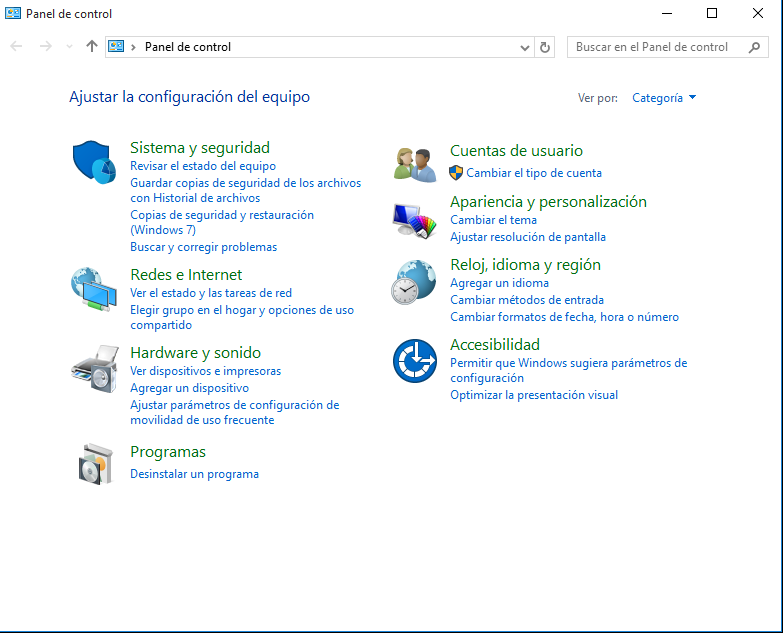 Panel de control
Panel de control
Buscar en el Panel de control
Ajustar la configuración del equipo
Ver por:
Categoría
Sistema y seguridad
Revisar el estado del equipo
Guardar copias de seguridad de los archivos
con Historial de archivos
Copias de seguridad y restauración
(Windows 7)
Buscar y corregir problemas
Redes e Internet
Ver el estado y las tareas de red
Elegir grupo en el hogar y opciones de uso
compartido
Hardware y sonido
Ver dispositivos e impresoras
Agregar un dispositivo
Ajustar parámetros de configuración de
movilidad de uso frecuente
Programas
Desinstalar un programa
Cuentas de usuario
Cambiar el tipo de cuenta
Apariencia y personalización
Cambiar el tema
Ajustar resolución de pantalla
Reloj, idioma y región
Agregar un idioma
Cambiar métodos de entrada
Cambiar formatos de fecha, hora o número
Accesibilidad
Permitir que Windows sugiera parámetros de
configuración
Optimizar la presentación visual